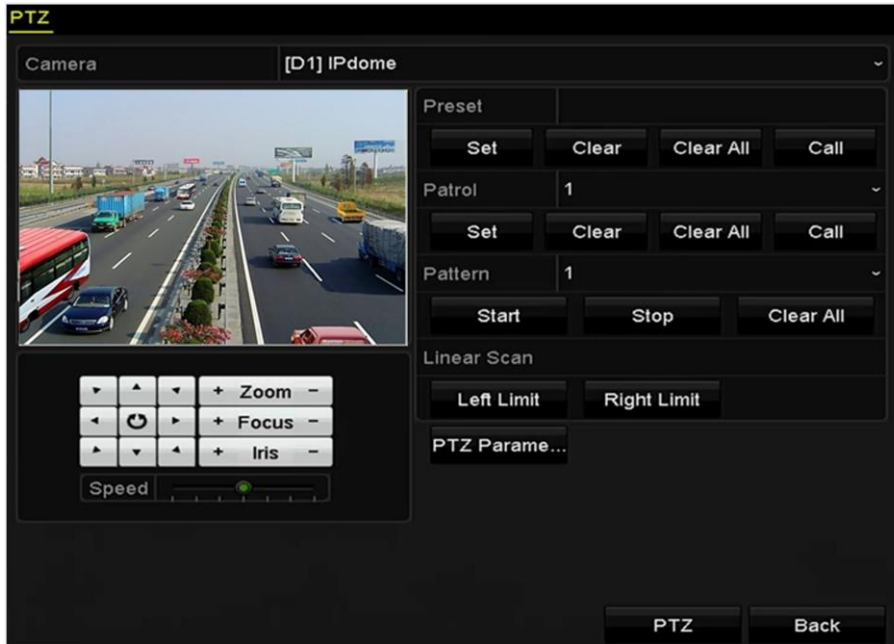 PTZ
Camera [D1] IPdome
Preset
Set Clear Clear All Call
Patrol 1
Set Clear Clear All Call
Pattern 1
Start Stop Clear All
Linear Scan
Left Limit Right Limit
PTZ Parame...
+ Zoom −
+ Focus −
+ Iris −
Speed
PTZ Back